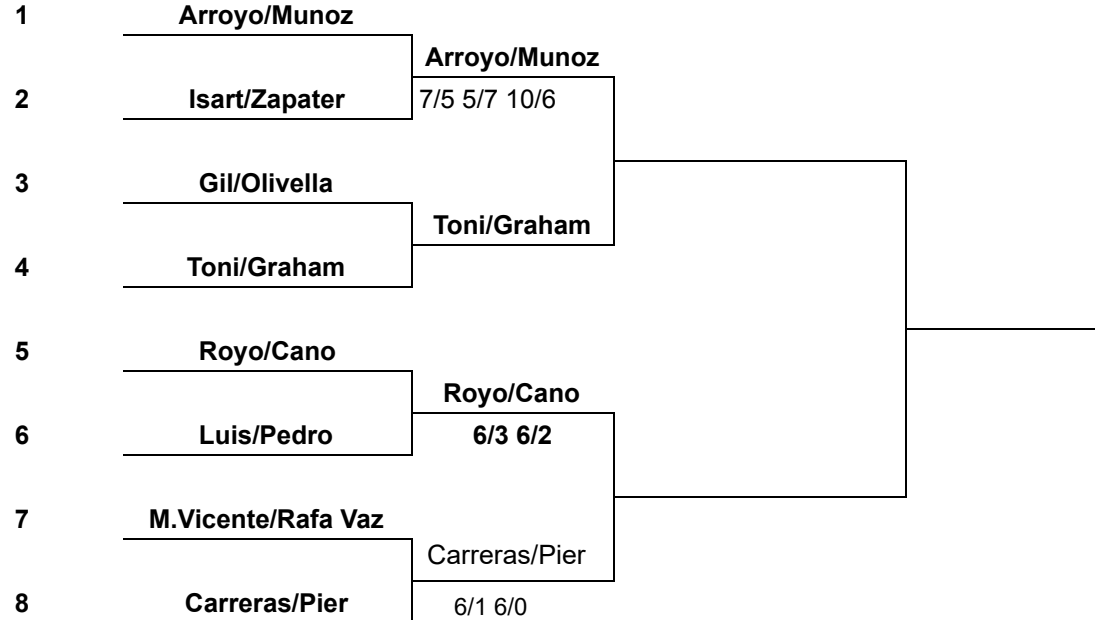 1 Arroyo/Munoz
Arroyo/Munoz
2 Isart/Zapater 7/5 5/7 10/6
3 Gil/Olivella
Toni/Graham
4 Toni/Graham
5 Royo/Cano
Royo/Cano
6 Luis/Pedro 6/3 6/2
7 M.Vicente/Rafa Vaz
Carreras/Pier
8 Carreras/Pier 6/1 6/0